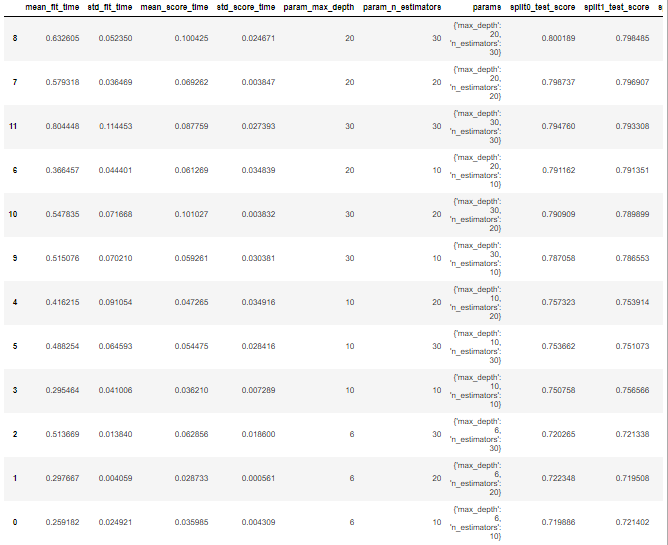 mean_fit_time std_fit_time mean_score_time std_score_time param_max_depth param_n_estimators params split0_test_score split1_test_score s
8 0.632605 0.052350 0.100425 0.024671 20 30 {'max_depth': 20, 'n_estimators': 30} 0.800189 0.798485
7 0.579318 0.036469 0.069262 0.003847 20 20 {'max_depth': 20, 'n_estimators': 20} 0.798737 0.796907
11 0.804448 0.114453 0.087759 0.027393 30 30 {'max_depth': 30, 'n_estimators': 30} 0.794760 0.793308
6 0.366457 0.044401 0.061269 0.034839 20 10 {'max_depth': 20, 'n_estimators': 10} 0.791162 0.791351
10 0.547835 0.071668 0.101027 0.003832 30 20 {'max_depth': 30, 'n_estimators': 20} 0.790909 0.789899
9 0.515076 0.070210 0.059261 0.030381 30 10 {'max_depth': 30, 'n_estimators': 10} 0.787058 0.786553
4 0.416215 0.091054 0.047265 0.034916 10 20 {'max_depth': 10, 'n_estimators': 20} 0.757323 0.753914
5 0.488254 0.064593 0.054475 0.028416 10 30 {'max_depth': 10, 'n_estimators': 30} 0.753662 0.751073
3 0.295464 0.041006 0.036210 0.007289 10 10 {'max_depth': 10, 'n_estimators': 10} 0.750758 0.756566
2 0.513669 0.013840 0.062856 0.018600 6 30 {'max_depth': 6, 'n_estimators': 30} 0.720265 0.721338
1 0.297667 0.004059 0.028733 0.000561 6 20 {'max_depth': 6, 'n_estimators': 20} 0.722348 0.719508
0 0.259182 0.024921 0.035985 0.004309 6 10 {'max_depth': 6, 'n_estimators': 10} 0.719886 0.721402